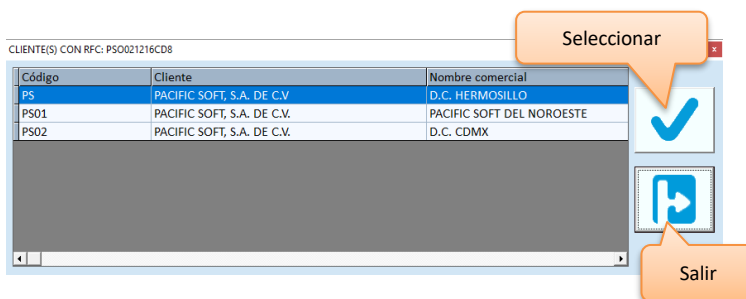 Seleccionar
CLIENTE(S) CON RFC: PSO021216CD8
x
Código Cliente Nombre comercial
PS PACIFIC SOFT, S.A. DE C.V D.C. HERMOSILLO
PS01 PACIFIC SOFT, S.A. DE C.V. PACIFIC SOFT DEL NOROESTE
PS02 PACIFIC SOFT, S.A. DE C.V. D.C. CDMX
Salir